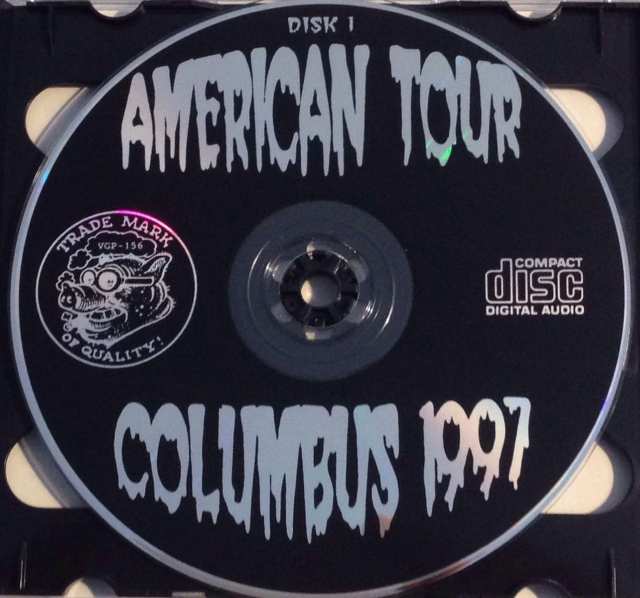 DISK 1
AMERICAN TOUR
TRADE MARK
VGP-156
OF QUALITY!
COMPACT
disc
DIGITAL AUDIO
COLUMBUS 1997